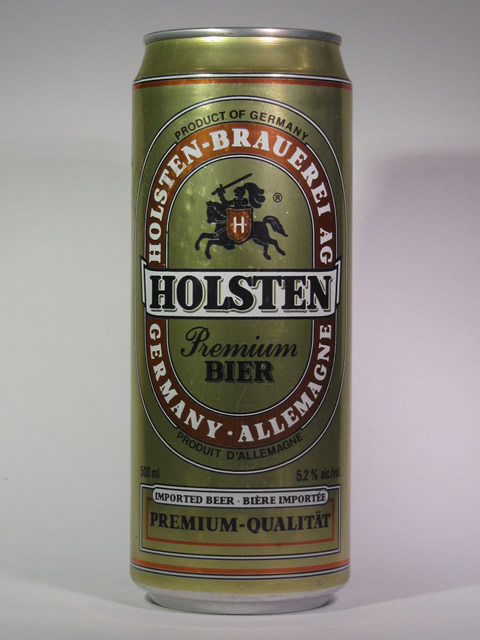 PRODUCT OF GERMANY
HOLSTEN-BRAUEREI AG
®
H
HOLSTEN
Premium
BIER
GERMANY · ALLEMAGNE
PRODUIT D'ALLEMAGNE
500 ml
5.2 % alc/vol.
IMPORTED BEER · BIÈRE IMPORTÉE
PREMIUM-QUALITÄT